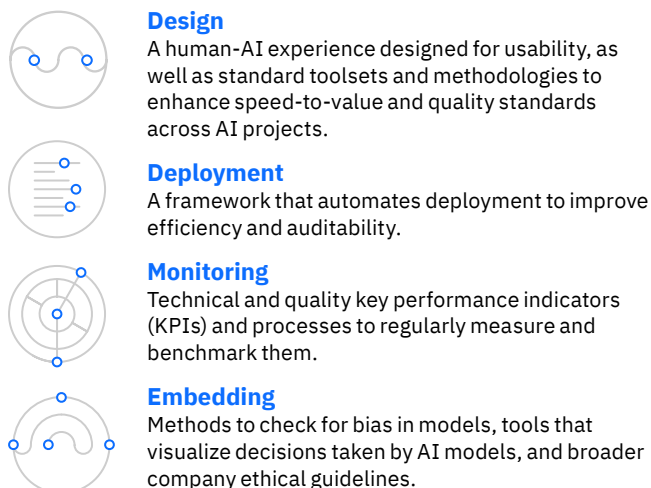 Design
A human-AI experience designed for usability, as
well as standard toolsets and methodologies to
enhance speed-to-value and quality standards
across AI projects.
Deployment
A framework that automates deployment to improve
efficiency and auditability.
Monitoring
Technical and quality key performance indicators
(KPIs) and processes to regularly measure and
benchmark them.
Embedding
Methods to check for bias in models, tools that
visualize decisions taken by AI models, and broader
company ethical guidelines.